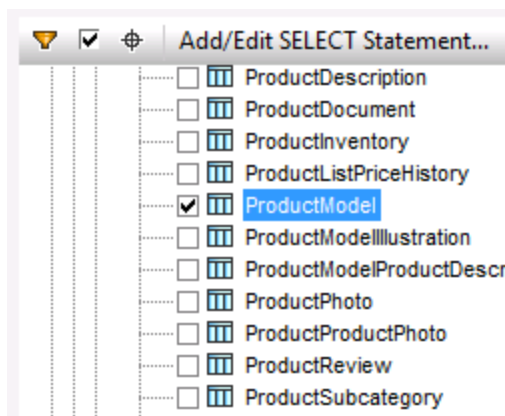 Add/Edit SELECT Statement...
ProductDescription
ProductDocument
ProductInventory
ProductListPriceHistory
ProductModel
ProductModelIllustration
ProductModelProductDescr
ProductPhoto
ProductProductPhoto
ProductReview
ProductSubcategory